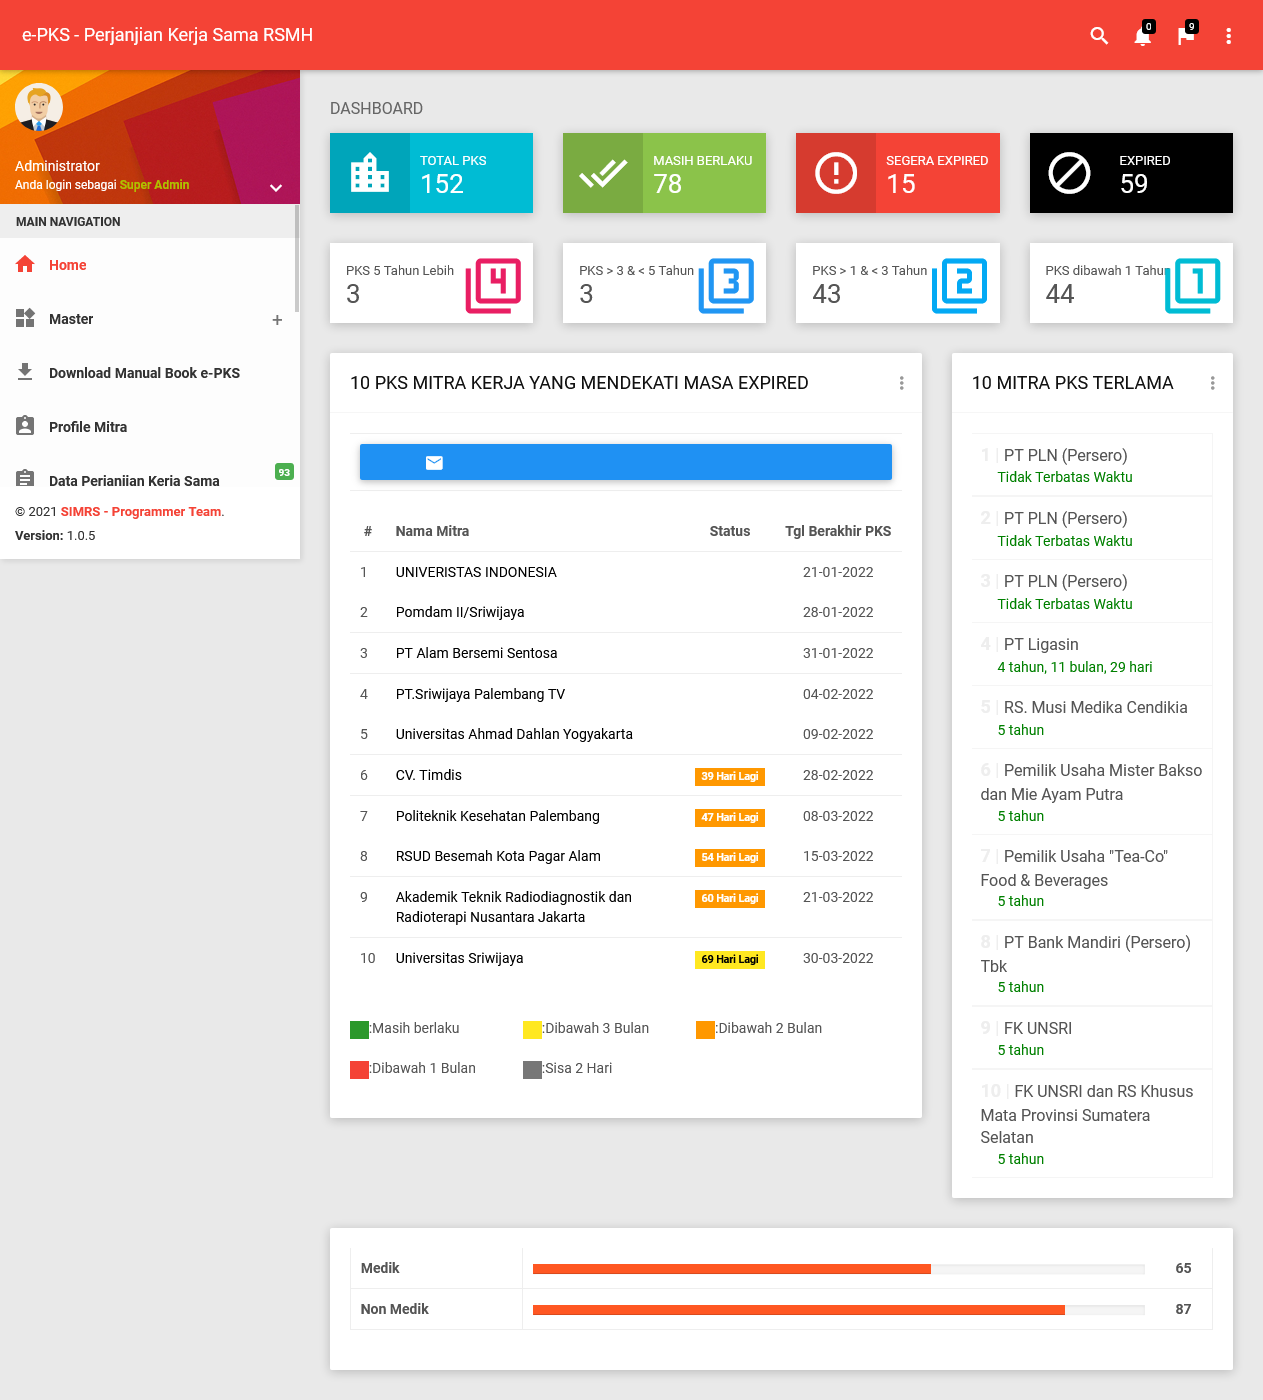 e-PKS - Perjanjian Kerja Sama RSMH
0
9
Administrator
Anda login sebagai Super Admin
MAIN NAVIGATION
Home
Master
+
Download Manual Book e-PKS
Profile Mitra
Data Perjanjian Kerja Sama
93
© 2021 SIMRS - Programmer Team.
Version: 1.0.5
DASHBOARD
TOTAL PKS
152
MASIH BERLAKU
78
SEGERA EXPIRED
15
EXPIRED
59
PKS 5 Tahun Lebih
3
4
PKS > 3 & < 5 Tahun
3
3
PKS > 1 & < 3 Tahun
43
2
PKS dibawah 1 Tahun
44
1
10 PKS MITRA KERJA YANG MENDEKATI MASA EXPIRED
# Nama Mitra Status Tgl Berakhir PKS
1 UNIVERISTAS INDONESIA 21-01-2022
2 Pomdam II/Sriwijaya 28-01-2022
3 PT Alam Bersemi Sentosa 31-01-2022
4 PT.Sriwijaya Palembang TV 04-02-2022
5 Universitas Ahmad Dahlan Yogyakarta 09-02-2022
6 CV. Timdis 39 Hari Lagi 28-02-2022
7 Politeknik Kesehatan Palembang 47 Hari Lagi 08-03-2022
8 RSUD Besemah Kota Pagar Alam 54 Hari Lagi 15-03-2022
9 Akademik Teknik Radiodiagnostik dan 60 Hari Lagi 21-03-2022
Radioterapi Nusantara Jakarta
10 Universitas Sriwijaya 69 Hari Lagi 30-03-2022
:Masih berlaku :Dibawah 3 Bulan :Dibawah 2 Bulan
:Dibawah 1 Bulan :Sisa 2 Hari
10 MITRA PKS TERLAMA
1 | PT PLN (Persero)
Tidak Terbatas Waktu
2 | PT PLN (Persero)
Tidak Terbatas Waktu
3 | PT PLN (Persero)
Tidak Terbatas Waktu
4 | PT Ligasin
4 tahun, 11 bulan, 29 hari
5 | RS. Musi Medika Cendikia
5 tahun
6 | Pemilik Usaha Mister Bakso
dan Mie Ayam Putra
5 tahun
7 | Pemilik Usaha "Tea-Co"
Food & Beverages
5 tahun
8 | PT Bank Mandiri (Persero)
Tbk
5 tahun
9 | FK UNSRI
5 tahun
10 | FK UNSRI dan RS Khusus
Mata Provinsi Sumatera
Selatan
5 tahun
Medik 65
Non Medik 87